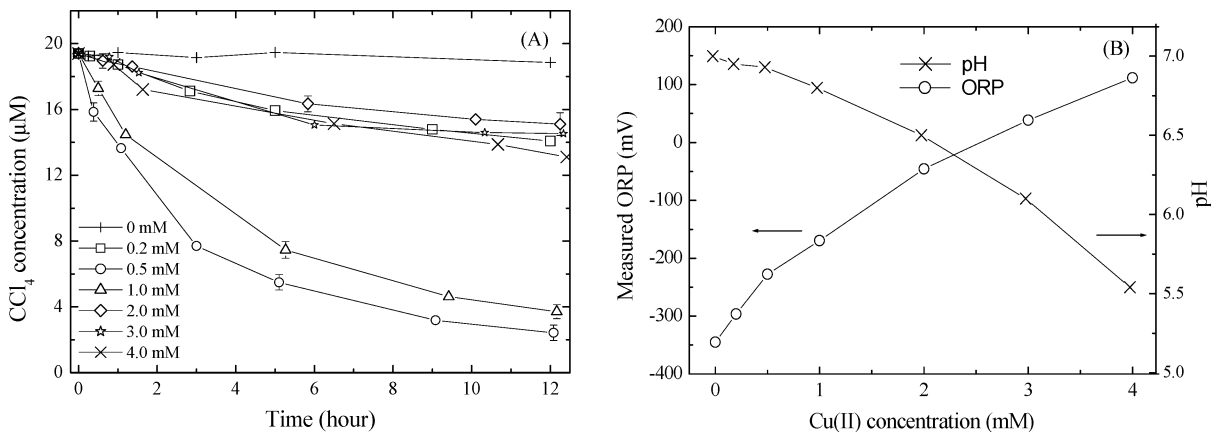 (A)
CCl4 concentration (μM)
20
16
12
8
4
0
0 mM
0.2 mM
0.5 mM
1.0 mM
2.0 mM
3.0 mM
4.0 mM
0 2 4 6 8 10 12
Time (hour)
(B)
Measured ORP (mV)
200
150
100
0
-100
-200
-300
-400
pH
ORP
7.0
6.5
6.0
5.5
5.0
pH
0 1 2 3 4
Cu(II) concentration (mM)